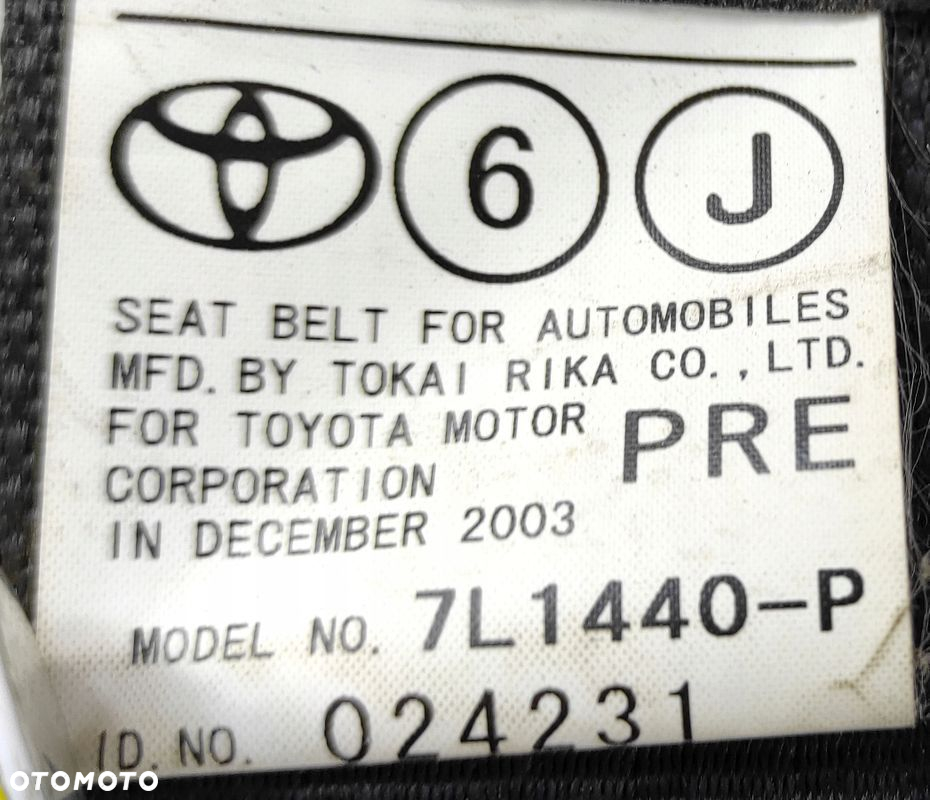 6 J
SEAT BELT FOR AUTOMOBILES
MFD. BY TOKAI RIKA CO., LTD.
FOR TOYOTA MOTOR PRE
CORPORATION
IN DECEMBER 2003
MODEL NO. 7L1440-P
ID. NO. 024231
OTOMOTO